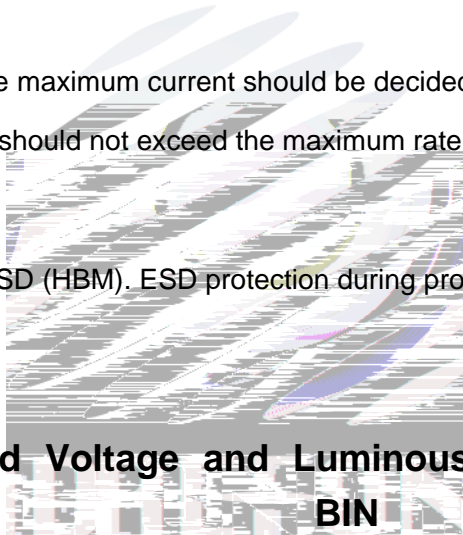 e maximum current should be decided
should not exceed the maximum rate
SD (HBM). ESD protection during pro
d Voltage and Luminous
BIN